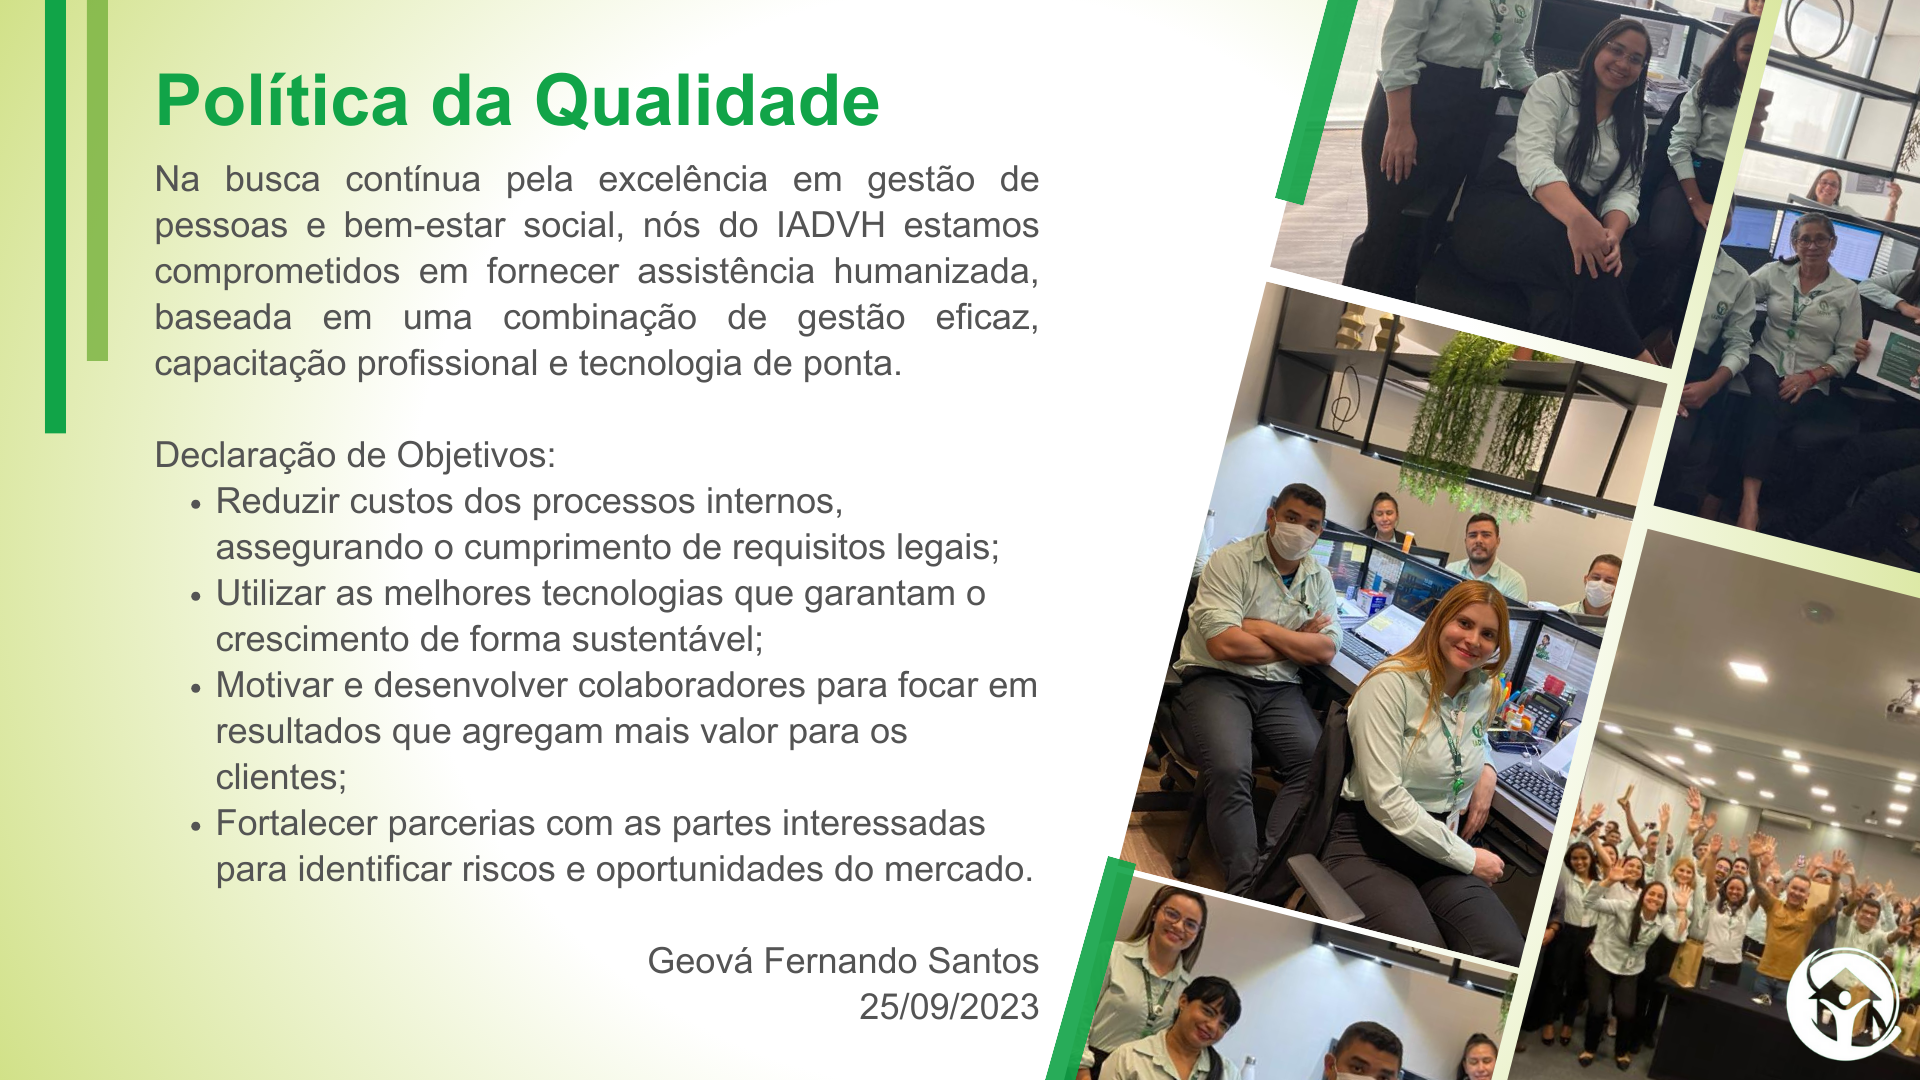 Política da Qualidade
Na busca contínua pela excelência em gestão de
pessoas e bem-estar social, nós do IADVH estamos
comprometidos em fornecer assistência humanizada,
baseada em uma combinação de gestão eficaz,
capacitação profissional e tecnologia de ponta.
Declaração de Objetivos:
• Reduzir custos dos processos internos,
assegurando o cumprimento de requisitos legais;
• Utilizar as melhores tecnologias que garantam o
crescimento de forma sustentável;
• Motivar e desenvolver colaboradores para focar em
resultados que agregam mais valor para os
clientes;
• Fortalecer parcerias com as partes interessadas
para identificar riscos e oportunidades do mercado.
Geová Fernando Santos
25/09/2023